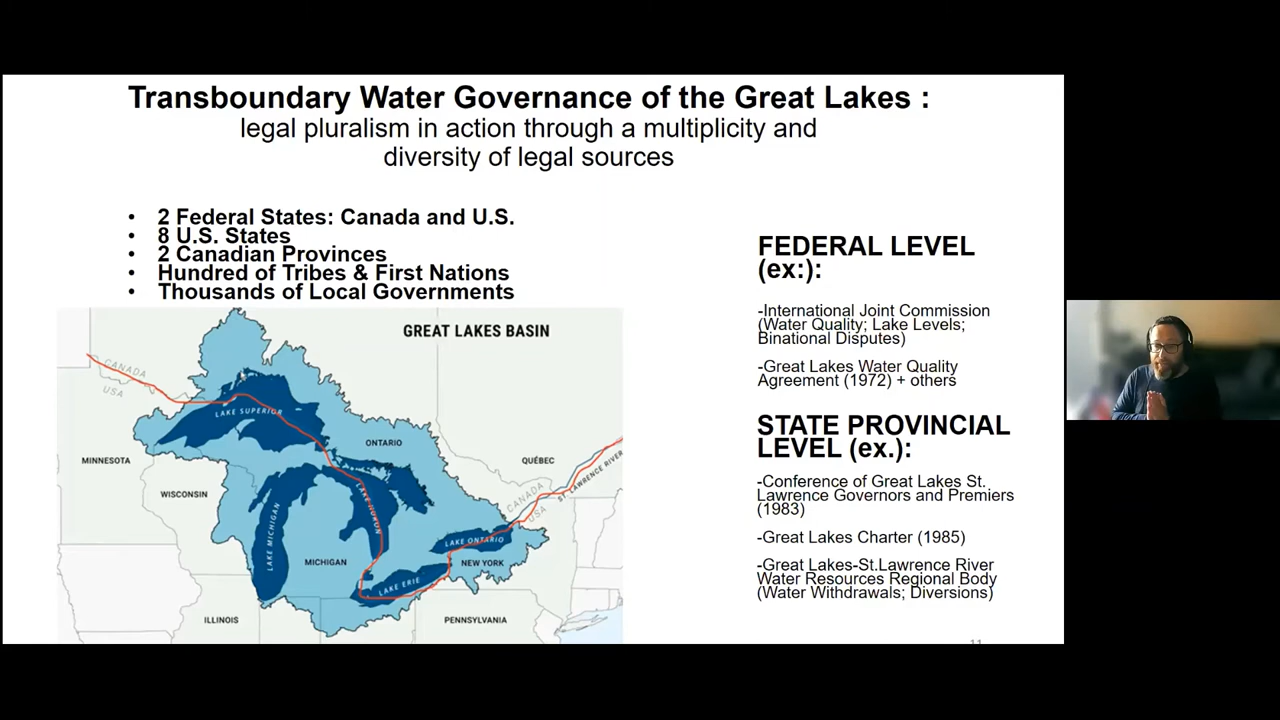 Transboundary Water Governance of the Great Lakes :
legal pluralism in action through a multiplicity and
diversity of legal sources
• 2 Federal States: Canada and U.S.
• 8 U.S. States
• 2 Canadian Provinces
• Hundred of Tribes & First Nations
• Thousands of Local Governments
GREAT LAKES BASIN
CANADA
USA
LAKE SUPERIOR
ONTARIO
MINNESOTA
QUÉBEC
ST. LAWRENCE RIVER
WISCONSIN
CANADA
USA
LAKE HURON
LAKE MICHIGAN
LAKE ONTARIO
MICHIGAN
NEW YORK
LAKE ERIE
ILLINOIS
PENNSYLVANIA
FEDERAL LEVEL
(ex:):
-International Joint Commission
(Water Quality; Lake Levels;
Binational Disputes)
-Great Lakes Water Quality
Agreement (1972) + others
STATE PROVINCIAL
LEVEL (ex.):
-Conference of Great Lakes St.
Lawrence Governors and Premiers
(1983)
-Great Lakes Charter (1985)
-Great Lakes-St.Lawrence River
Water Resources Regional Body
(Water Withdrawals; Diversions)